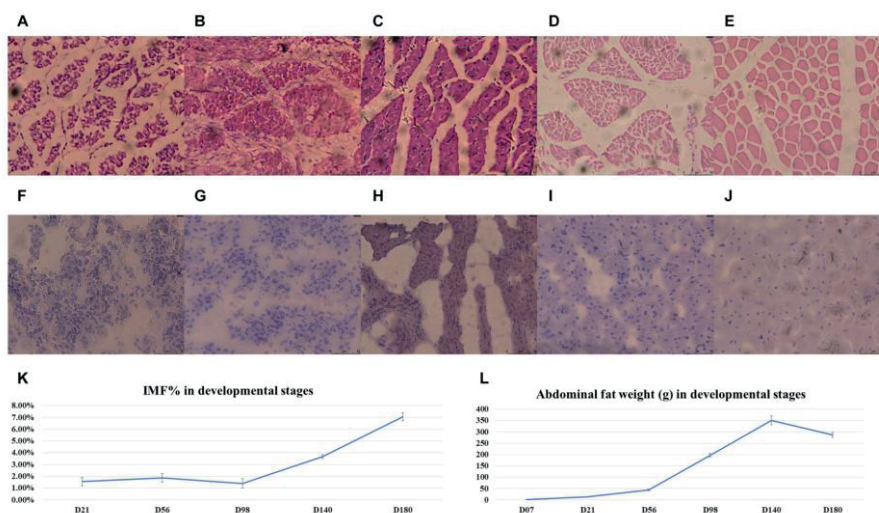 A B C D E
F G H I J
K
IMF% in developmental stages
8.00%
7.00%
6.00%
5.00%
4.00%
3.00%
2.00%
1.00%
0.00%
D21 D56 D98 D140 D180
L
Abdominal fat weight (g) in developmental stages
400
350
300
250
200
150
100
50
0
D07 D21 D56 D98 D140 D180